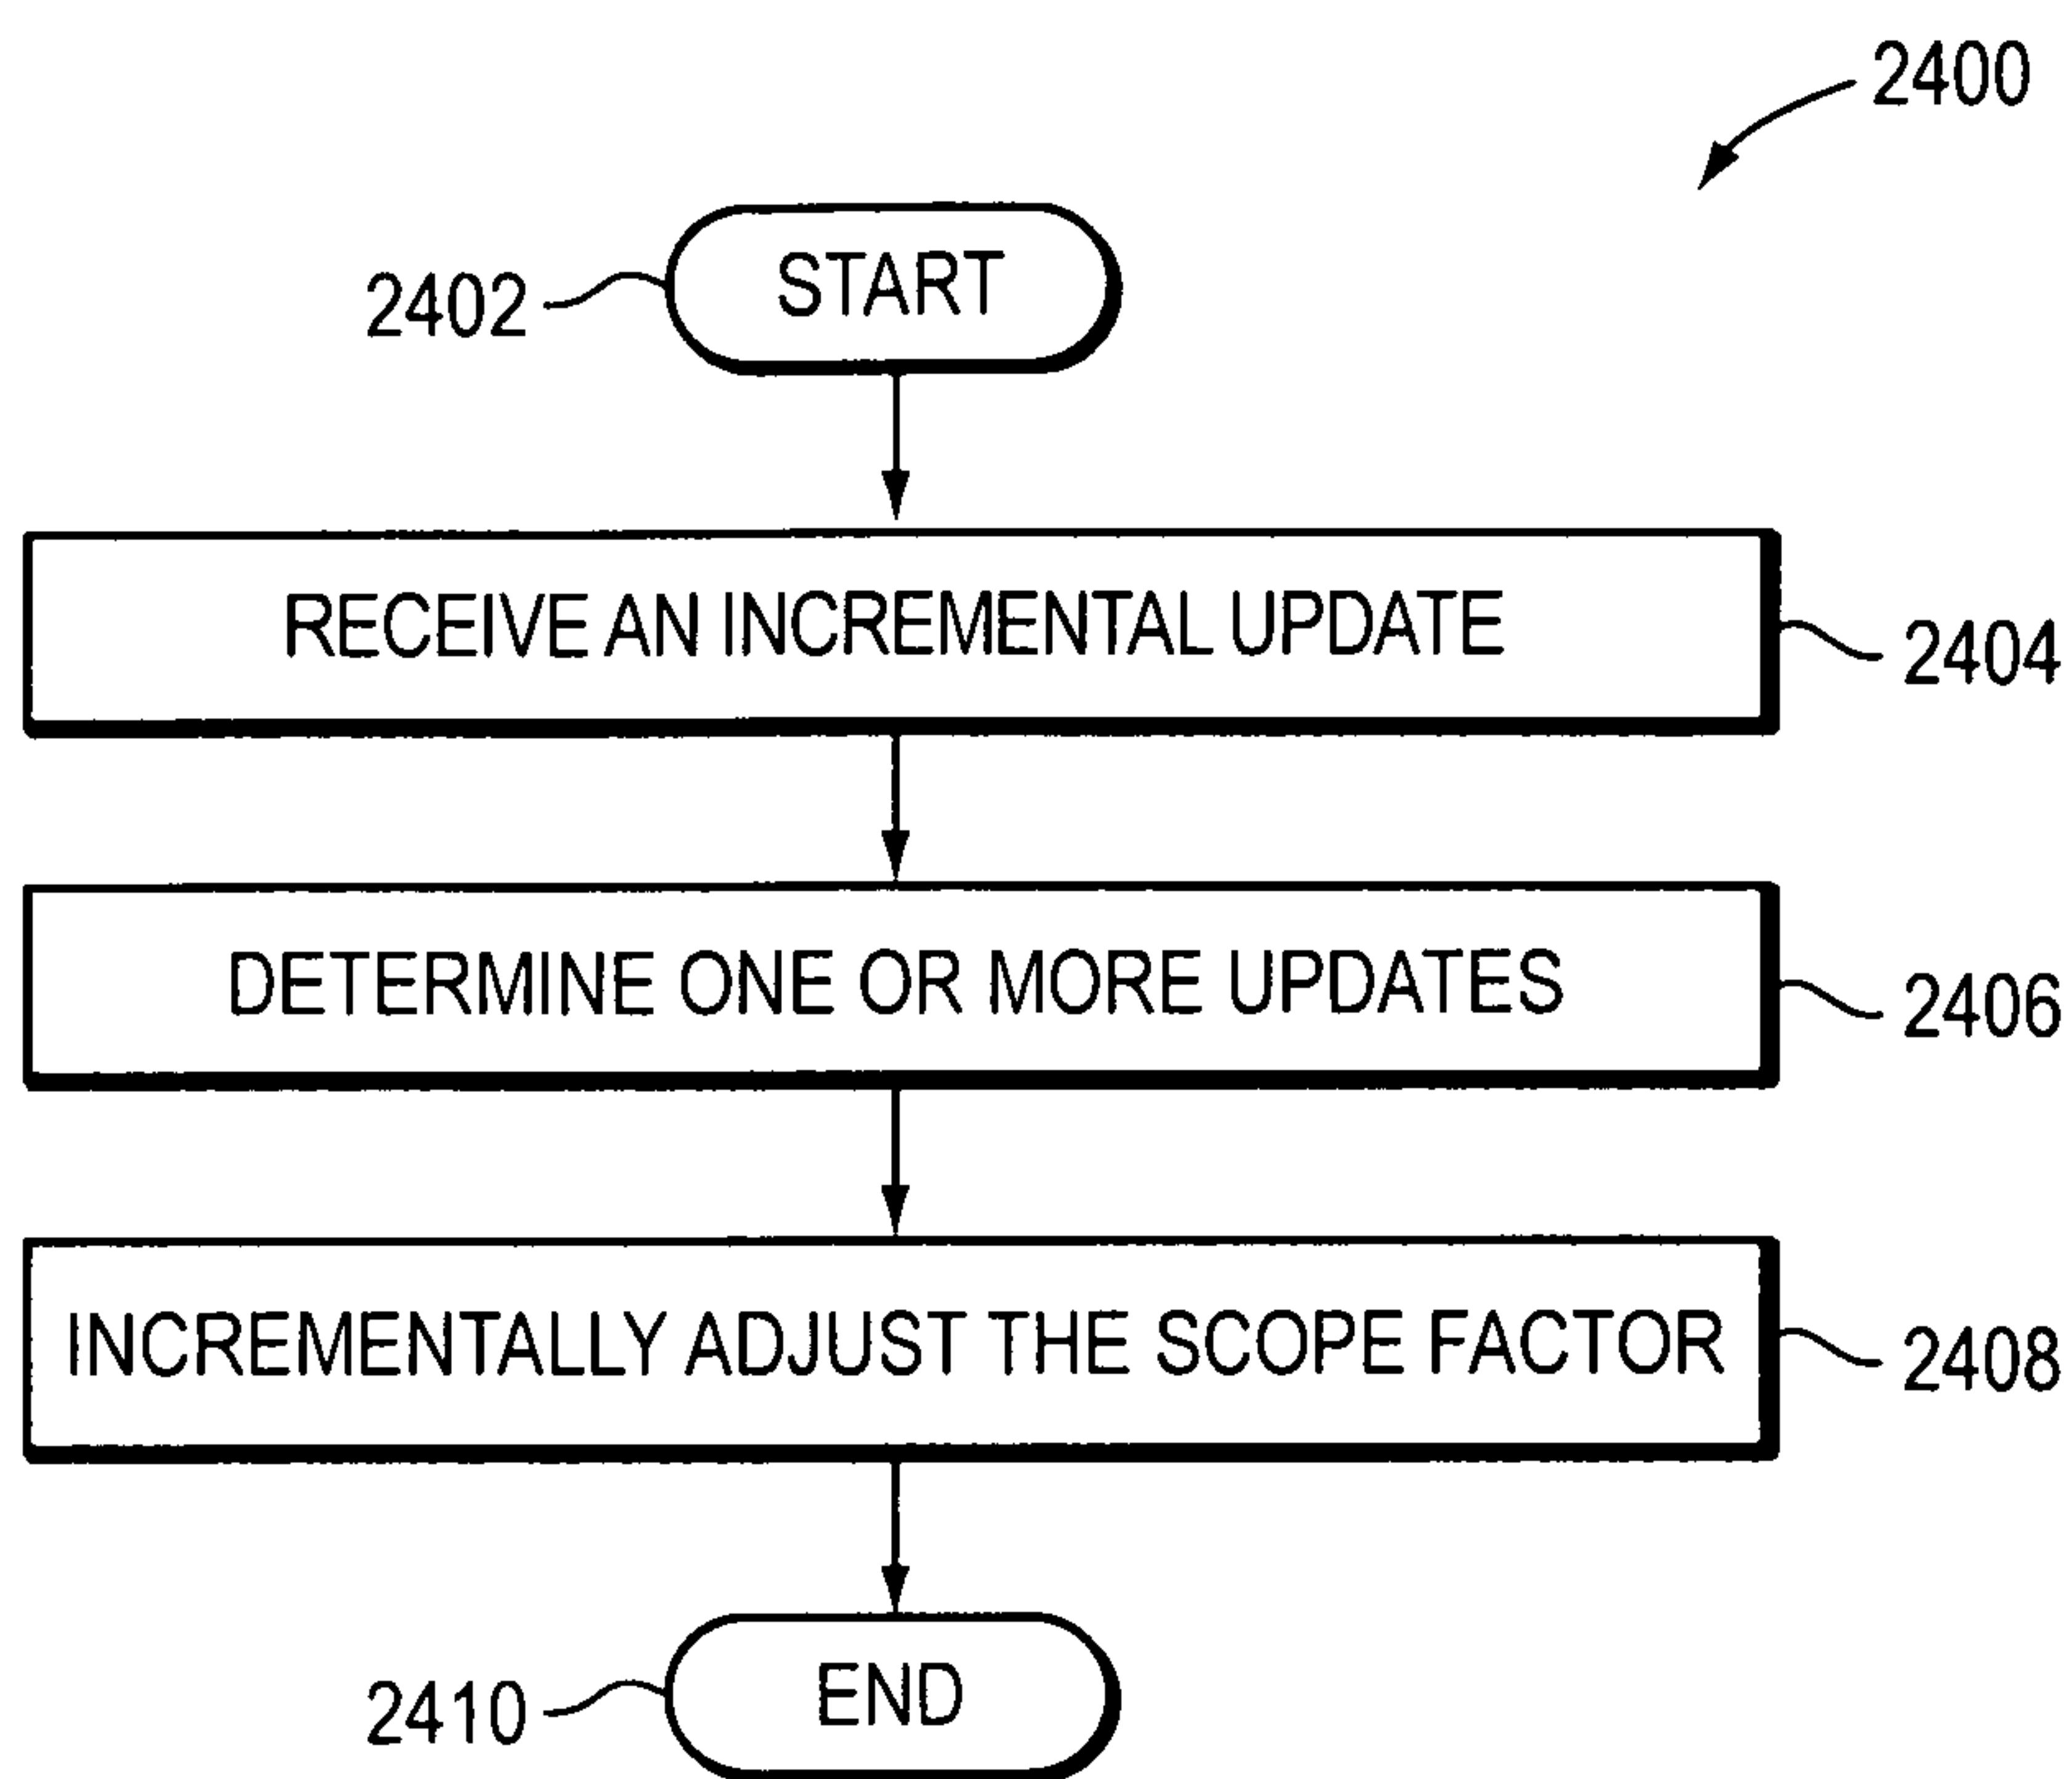 2400
START
2402
RECEIVE AN INCREMENTAL UPDATE
2404
DETERMINE ONE OR MORE UPDATES
2406
INCREMENTALLY ADJUST THE SCOPE FACTOR
2408
END
2410